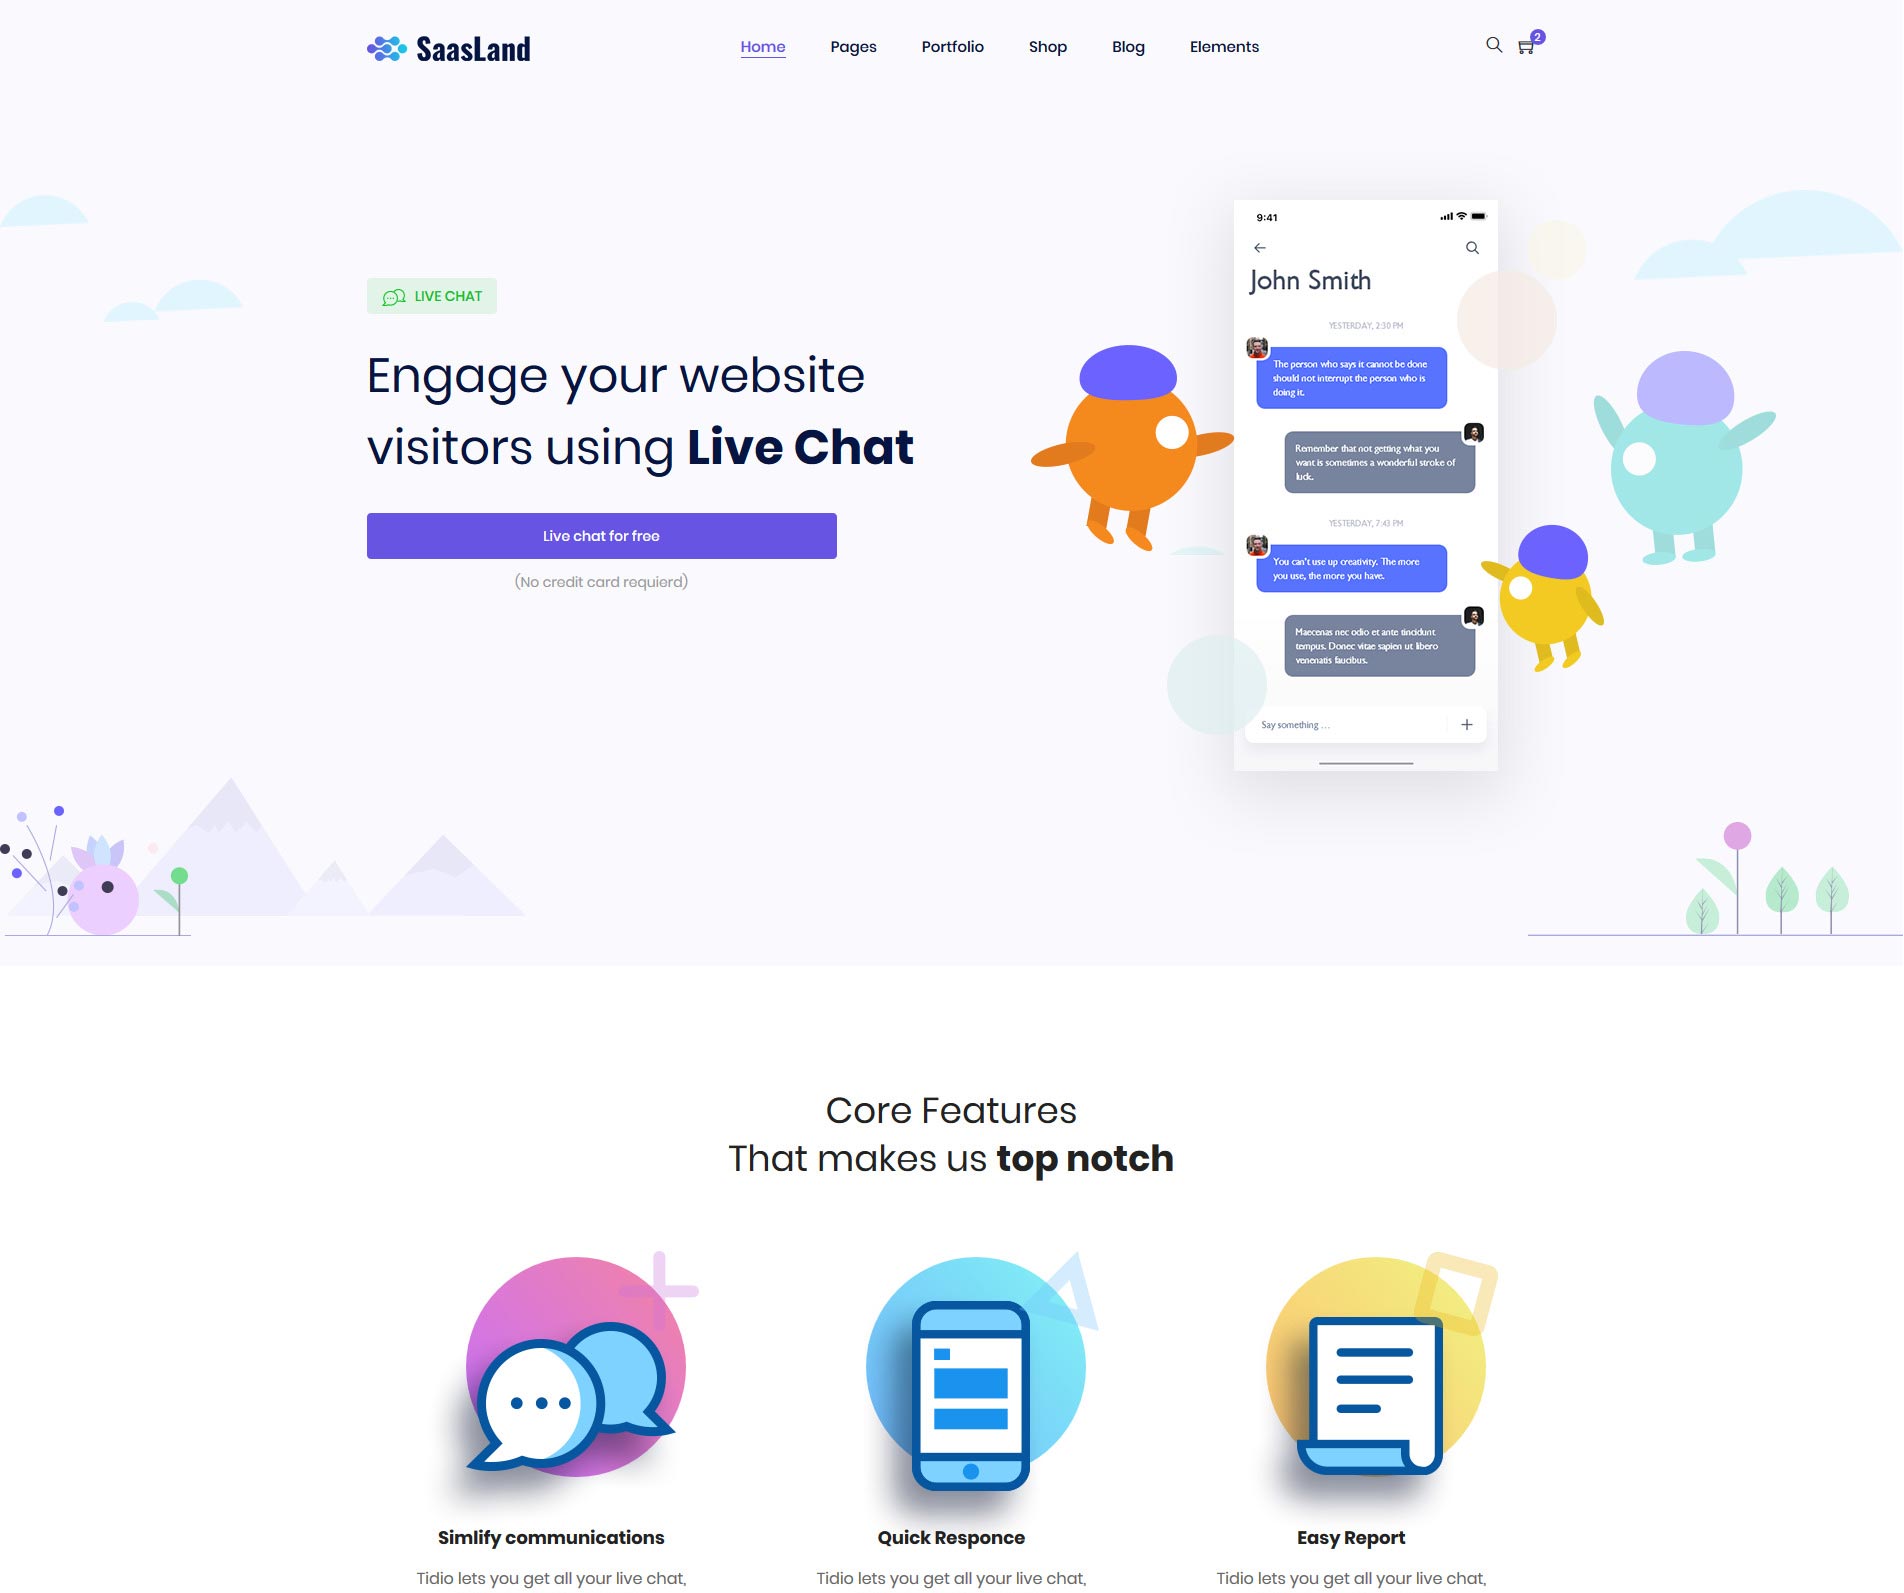 SaasLand
Home Pages Portfolio Shop Blog Elements
2
LIVE CHAT
Engage your website
visitors using Live Chat
Live chat for free
(No credit card requierd)
9:41
John Smith
YESTERDAY, 2:30 PM
The person who says it cannot be done
should not interrupt the person who is
doing it.
Remember that not getting what you
want is sometimes a wonderful stroke of
luck.
YESTERDAY, 7:43 PM
You can't use up creativity. The more
you use, the more you have.
Maecenas nec odio et ante tincidunt
tempus. Donec vitae sapien ut libero
venenatis faucibus.
Say something ...
Core Features
That makes us top notch
Simlify communications
Tidio lets you get all your live chat,
Quick Responce
Tidio lets you get all your live chat,
Easy Report
Tidio lets you get all your live chat,